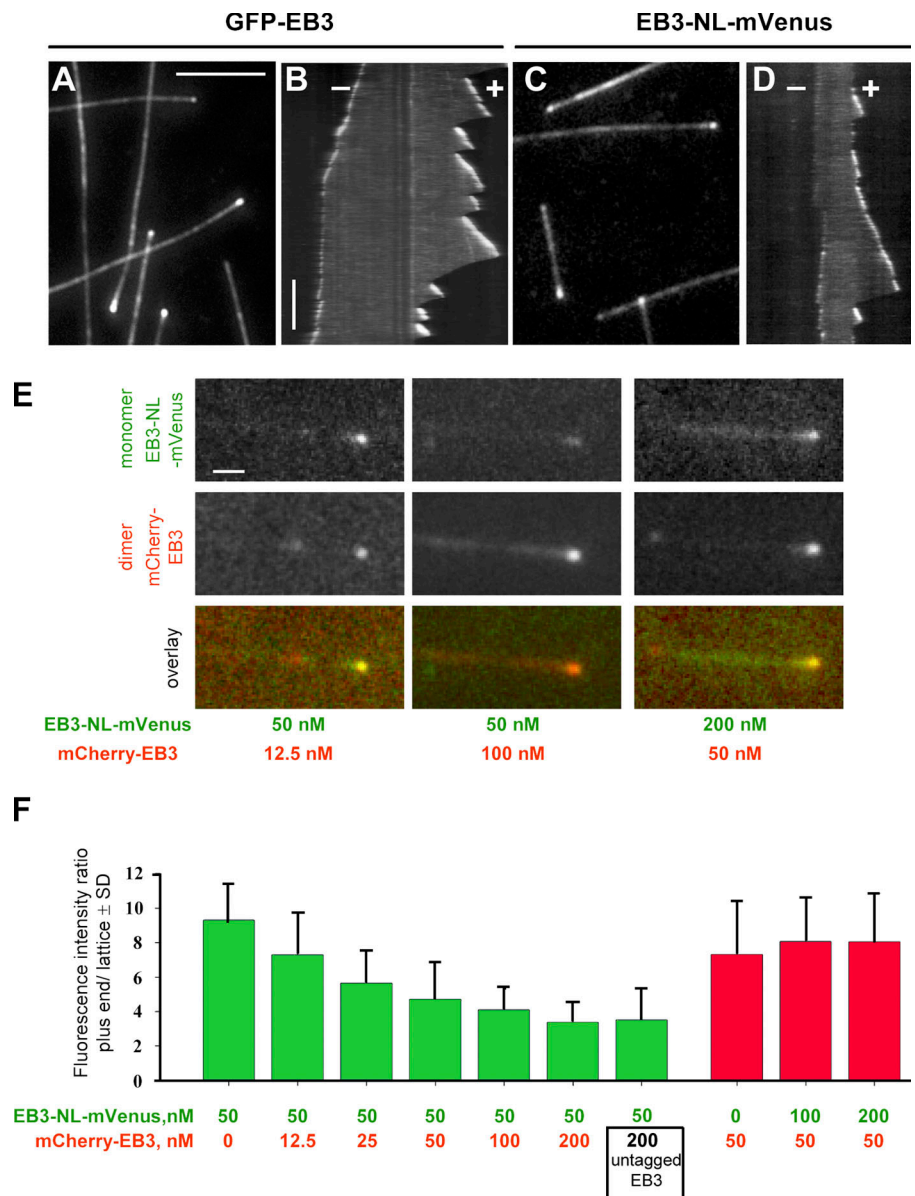 GFP-EB3
EB3-NL-mVenus
A
B
–
+
C
D
–
+
E
monomer
EB3-NL
-mVenus
dimer
mCherry-
EB3
overlay
EB3-NL-mVenus 50 nM 50 nM 200 nM
mCherry-EB3 12.5 nM 100 nM 50 nM
F
Fluorescence intensity ratio
plus end/ lattice ± SD
12
10
8
6
4
2
0
EB3-NL-mVenus,nM 50 50 50 50 50 50 50 0 100 200
mCherry-EB3, nM 0 12.5 25 50 100 200 200 50 50 50
untagged
EB3